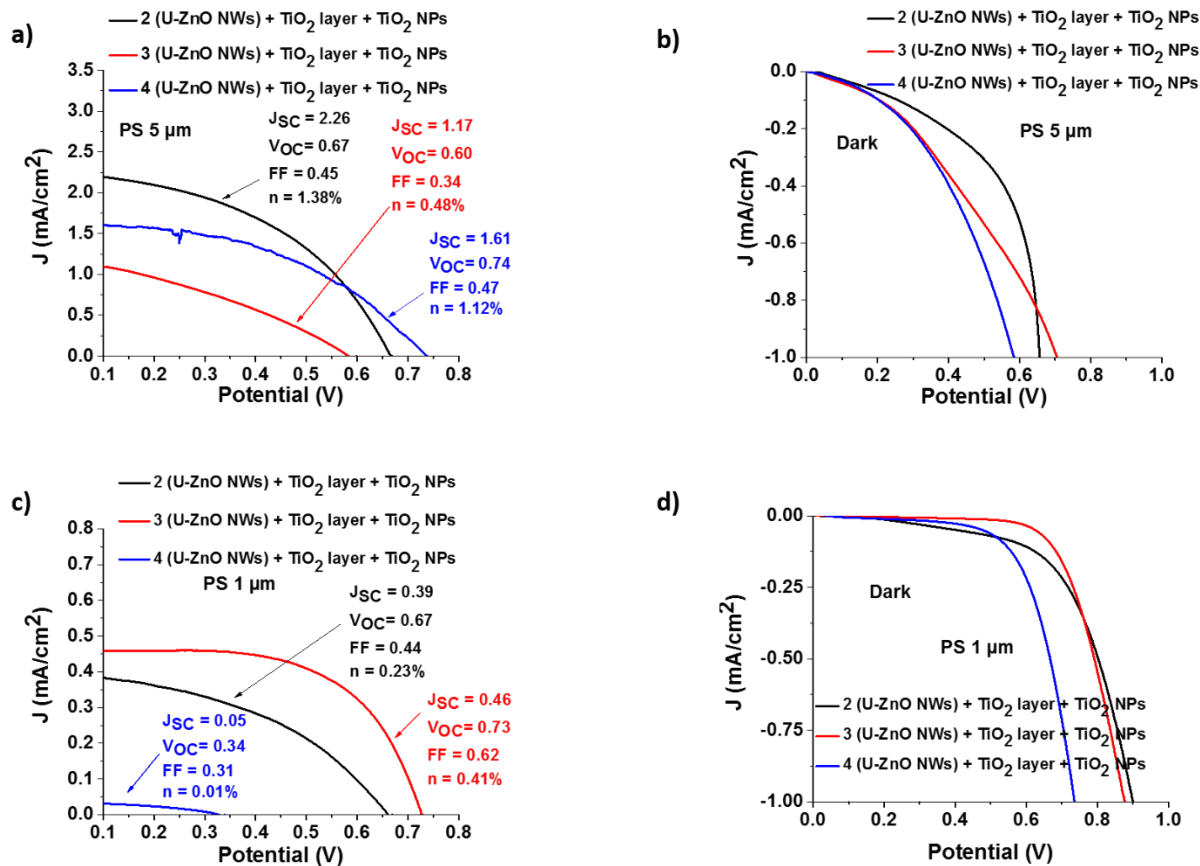 a)
2 (U-ZnO NWs) + TiO2 layer + TiO2 NPs
3 (U-ZnO NWs) + TiO2 layer + TiO2 NPs
4 (U-ZnO NWs) + TiO2 layer + TiO2 NPs
PS 5 µm
JSC = 2.26
VOC = 0.67
FF = 0.45
n = 1.38%
JSC = 1.17
VOC = 0.60
FF = 0.34
n = 0.48%
JSC = 1.61
VOC = 0.74
FF = 0.47
n = 1.12%
J (mA/cm2)
3.5
3.0
2.5
2.0
1.5
1.0
0.5
0.0
0.1 0.2 0.3 0.4 0.5 0.6 0.7 0.8
Potential (V)
b)
2 (U-ZnO NWs) + TiO2 layer + TiO2 NPs
3 (U-ZnO NWs) + TiO2 layer + TiO2 NPs
4 (U-ZnO NWs) + TiO2 layer + TiO2 NPs
Dark
PS 5 µm
J (mA/cm2)
0.0
-0.2
-0.4
-0.6
-0.8
-1.0
0.0 0.2 0.4 0.6 0.8 1.0
Potential (V)
c)
2 (U-ZnO NWs) + TiO2 layer + TiO2 NPs
3 (U-ZnO NWs) + TiO2 layer + TiO2 NPs
4 (U-ZnO NWs) + TiO2 layer + TiO2 NPs
PS 1 µm
JSC = 0.39
VOC = 0.67
FF = 0.44
n = 0.23%
JSC = 0.05
VOC = 0.34
FF = 0.31
n = 0.01%
JSC = 0.46
VOC = 0.73
FF = 0.62
n = 0.41%
J (mA/cm2)
0.8
0.7
0.6
0.5
0.4
0.3
0.2
0.1
0.0
0.1 0.2 0.3 0.4 0.5 0.6 0.7 0.8
Potential (V)
d)
Dark
PS 1 µm
2 (U-ZnO NWs) + TiO2 layer + TiO2 NPs
3 (U-ZnO NWs) + TiO2 layer + TiO2 NPs
4 (U-ZnO NWs) + TiO2 layer + TiO2 NPs
J (mA/cm2)
0.00
-0.25
-0.50
-0.75
-1.00
0.0 0.2 0.4 0.6 0.8 1.0
Potential (V)